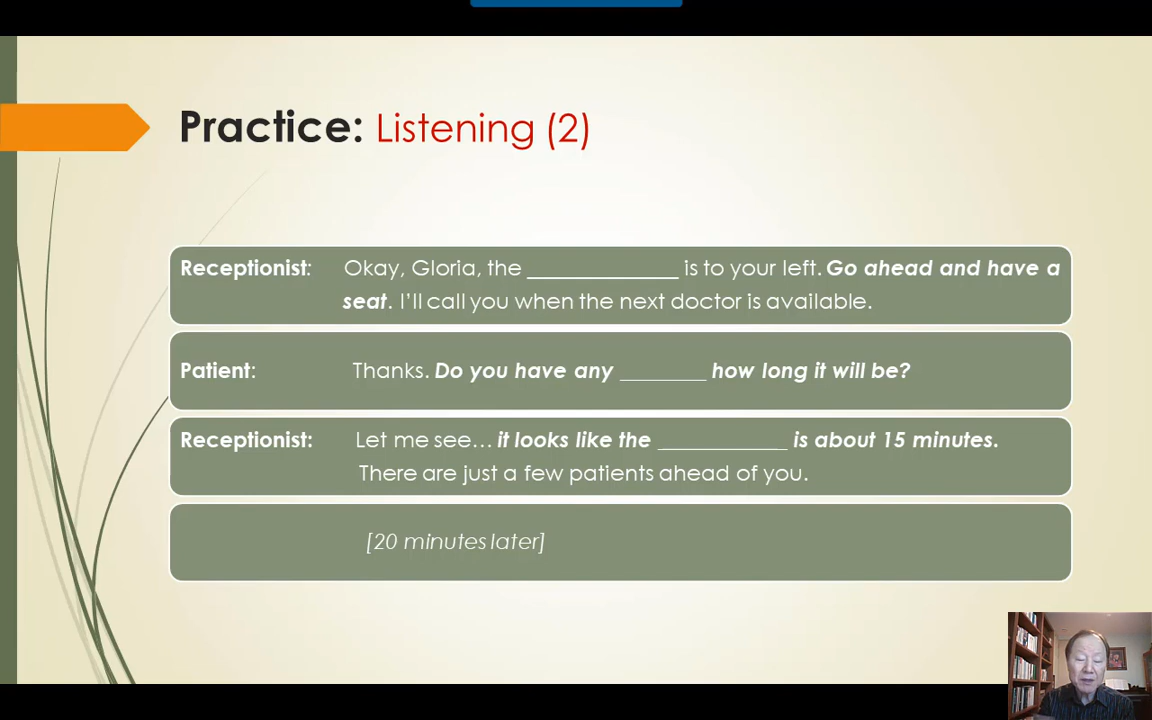 Practice: Listening (2)
Receptionist: Okay, Gloria, the ______________ is to your left. Go ahead and have a
seat. I’ll call you when the next doctor is available.
Patient: Thanks. Do you have any ________ how long it will be?
Receptionist: Let me see… it looks like the ____________ is about 15 minutes.
There are just a few patients ahead of you.
[20 minutes later]